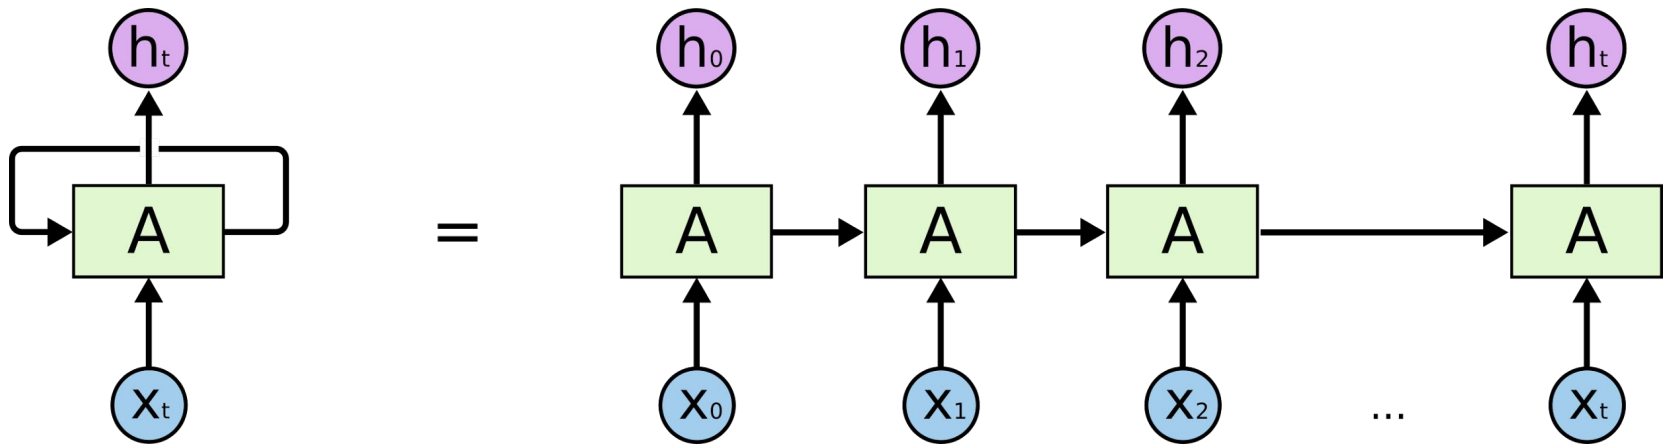 hₜ h₀ h₁ h₂ hₜ
A = A A A A
xₜ x₀ x₁ x₂ ... xₜ